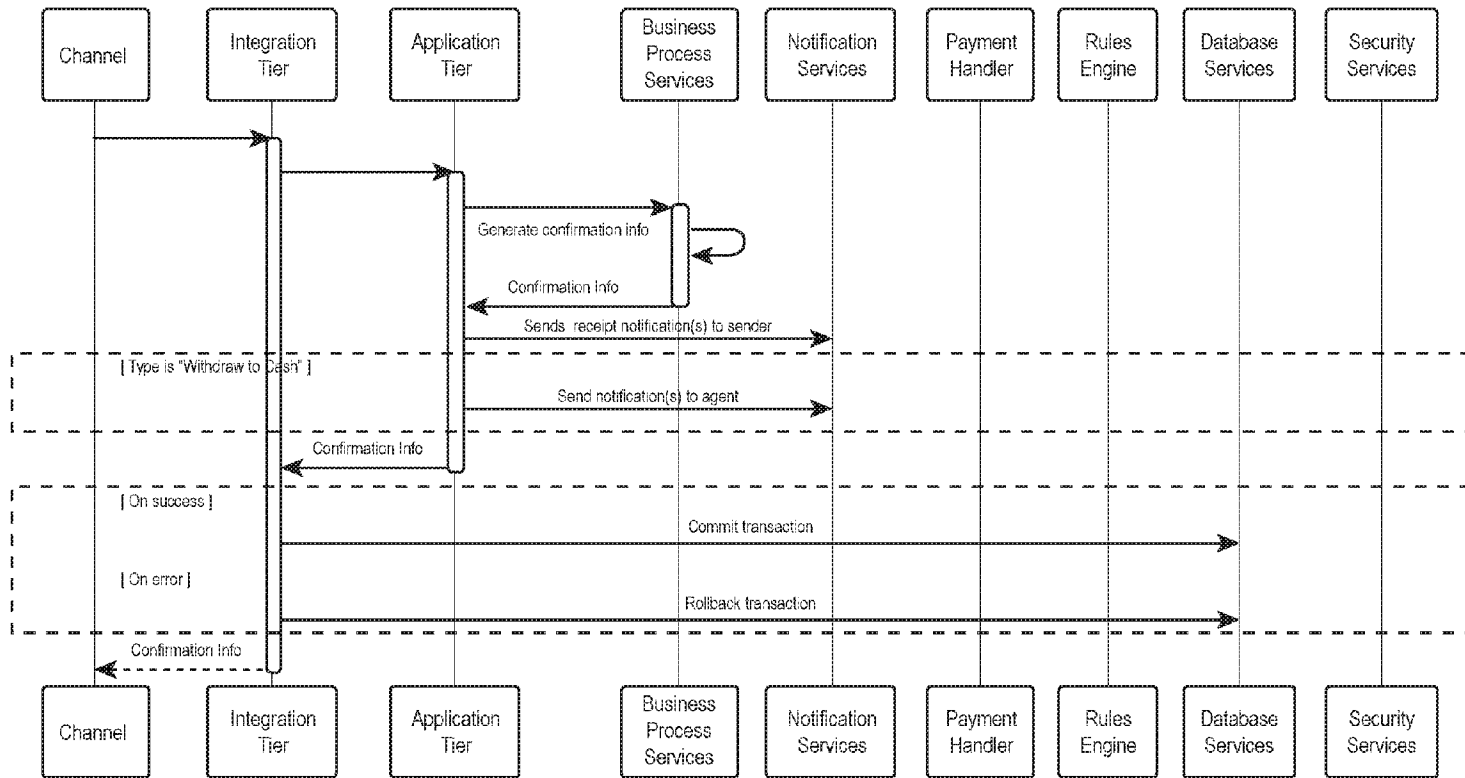 Channel
Integration
Tier
Application
Tier
Business
Process
Services
Notification
Services
Payment
Handler
Rules
Engine
Database
Services
Security
Services
Generate confirmation info
Confirmation Info
Sends receipt notification(s) to sender
[ Type is "Withdraw to Cash" ]
Send notification(s) to agent
Confirmation Info
[ On success ]
Commit transaction
[ On error ]
Rollback transaction
Confirmation Info
Channel
Integration
Tier
Application
Tier
Business
Process
Services
Notification
Services
Payment
Handler
Rules
Engine
Database
Services
Security
Services